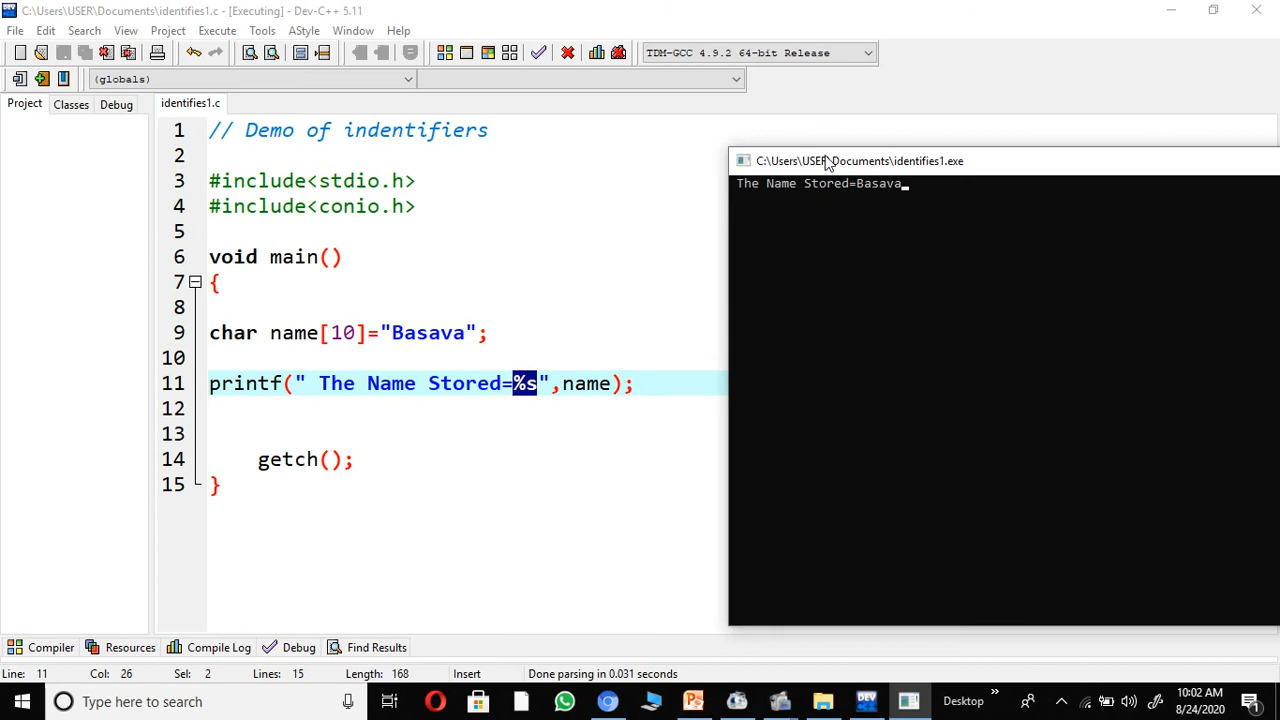 C:\Users\USER\Documents\identifies1.c - [Executing] - Dev-C++ 5.11
File Edit Search View Project Execute Tools AStyle Window Help
TDM-GCC 4.9.2 64-bit Release
(globals)
Project Classes Debug identifies1.c
1 // Demo of indentifiers
2
3 #include<stdio.h>
4 #include<conio.h>
5
6 void main()
7 {
8
9 char name[10]="Basava";
10
11 printf(" The Name Stored=%s",name);
12
13
14 getch();
15 }
C:\Users\USER\Documents\identifies1.exe
The Name Stored=Basava
Compiler Resources Compile Log Debug Find Results
Line: 11 Col: 26 Sel: 2 Lines: 15 Length: 168 Insert Done parsing in 0.031 seconds
Type here to search
DEV
Desktop
10:02 AM
8/24/2020
1